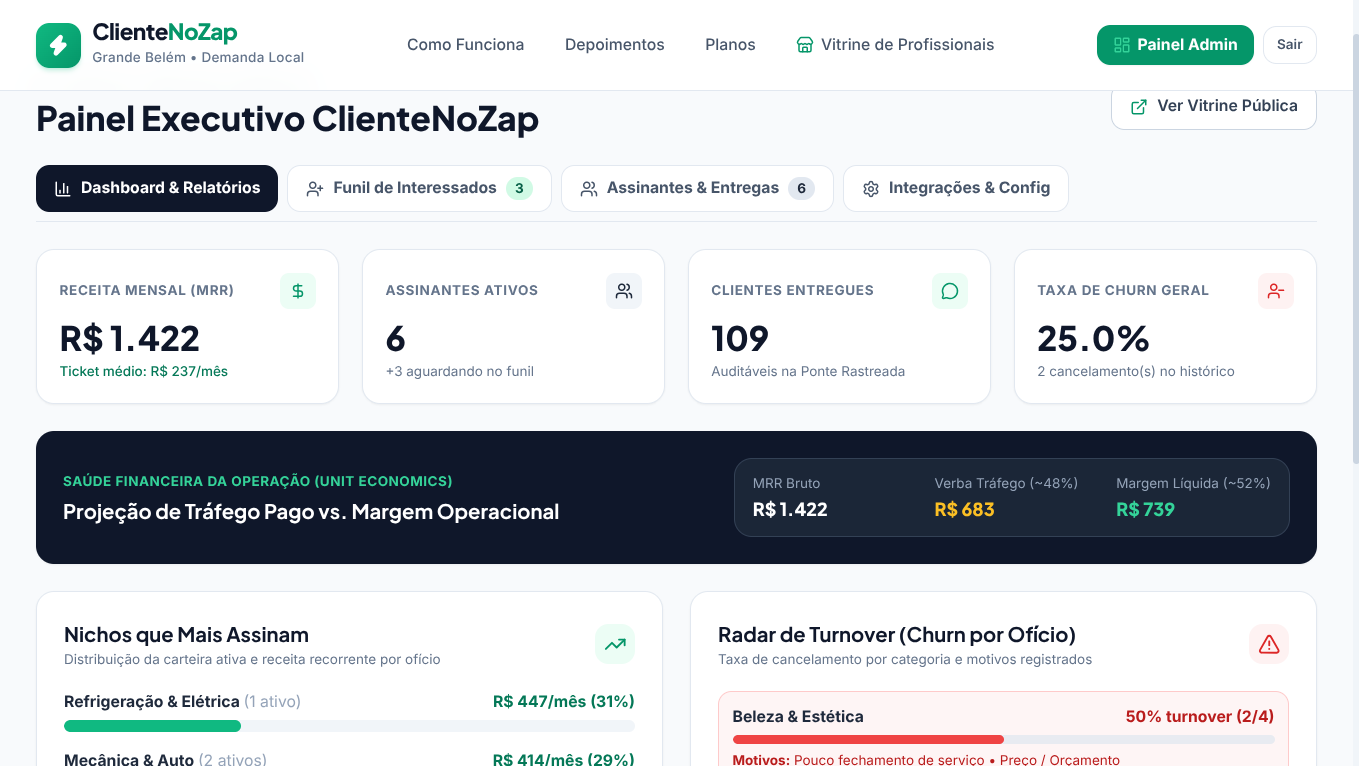 ClienteNoZap
Grande Belém • Demanda Local
Como Funciona
Depoimentos
Planos
Vitrine de Profissionais
Painel Admin
Sair
Painel Executivo ClienteNoZap
Ver Vitrine Pública
Dashboard & Relatórios
Funil de Interessados 3
Assinantes & Entregas 6
Integrações & Config
RECEITA MENSAL (MRR)
R$ 1.422
Ticket médio: R$ 237/mês
ASSINANTES ATIVOS
6
+3 aguardando no funil
CLIENTES ENTREGUES
109
Auditáveis na Ponte Rastreada
TAXA DE CHURN GERAL
25.0%
2 cancelamento(s) no histórico
SAÚDE FINANCEIRA DA OPERAÇÃO (UNIT ECONOMICS)
Projeção de Tráfego Pago vs. Margem Operacional
MRR Bruto
R$ 1.422
Verba Tráfego (~48%)
R$ 683
Margem Líquida (~52%)
R$ 739
Nichos que Mais Assinam
Distribuição da carteira ativa e receita recorrente por ofício
Refrigeração & Elétrica (1 ativo) R$ 447/mês (31%)
Mecânica & Auto (2 ativos) R$ 414/mês (29%)
Radar de Turnover (Churn por Ofício)
Taxa de cancelamento por categoria e motivos registrados
Beleza & Estética 50% turnover (2/4)
Motivos: Pouco fechamento de serviço • Preço / Orçamento